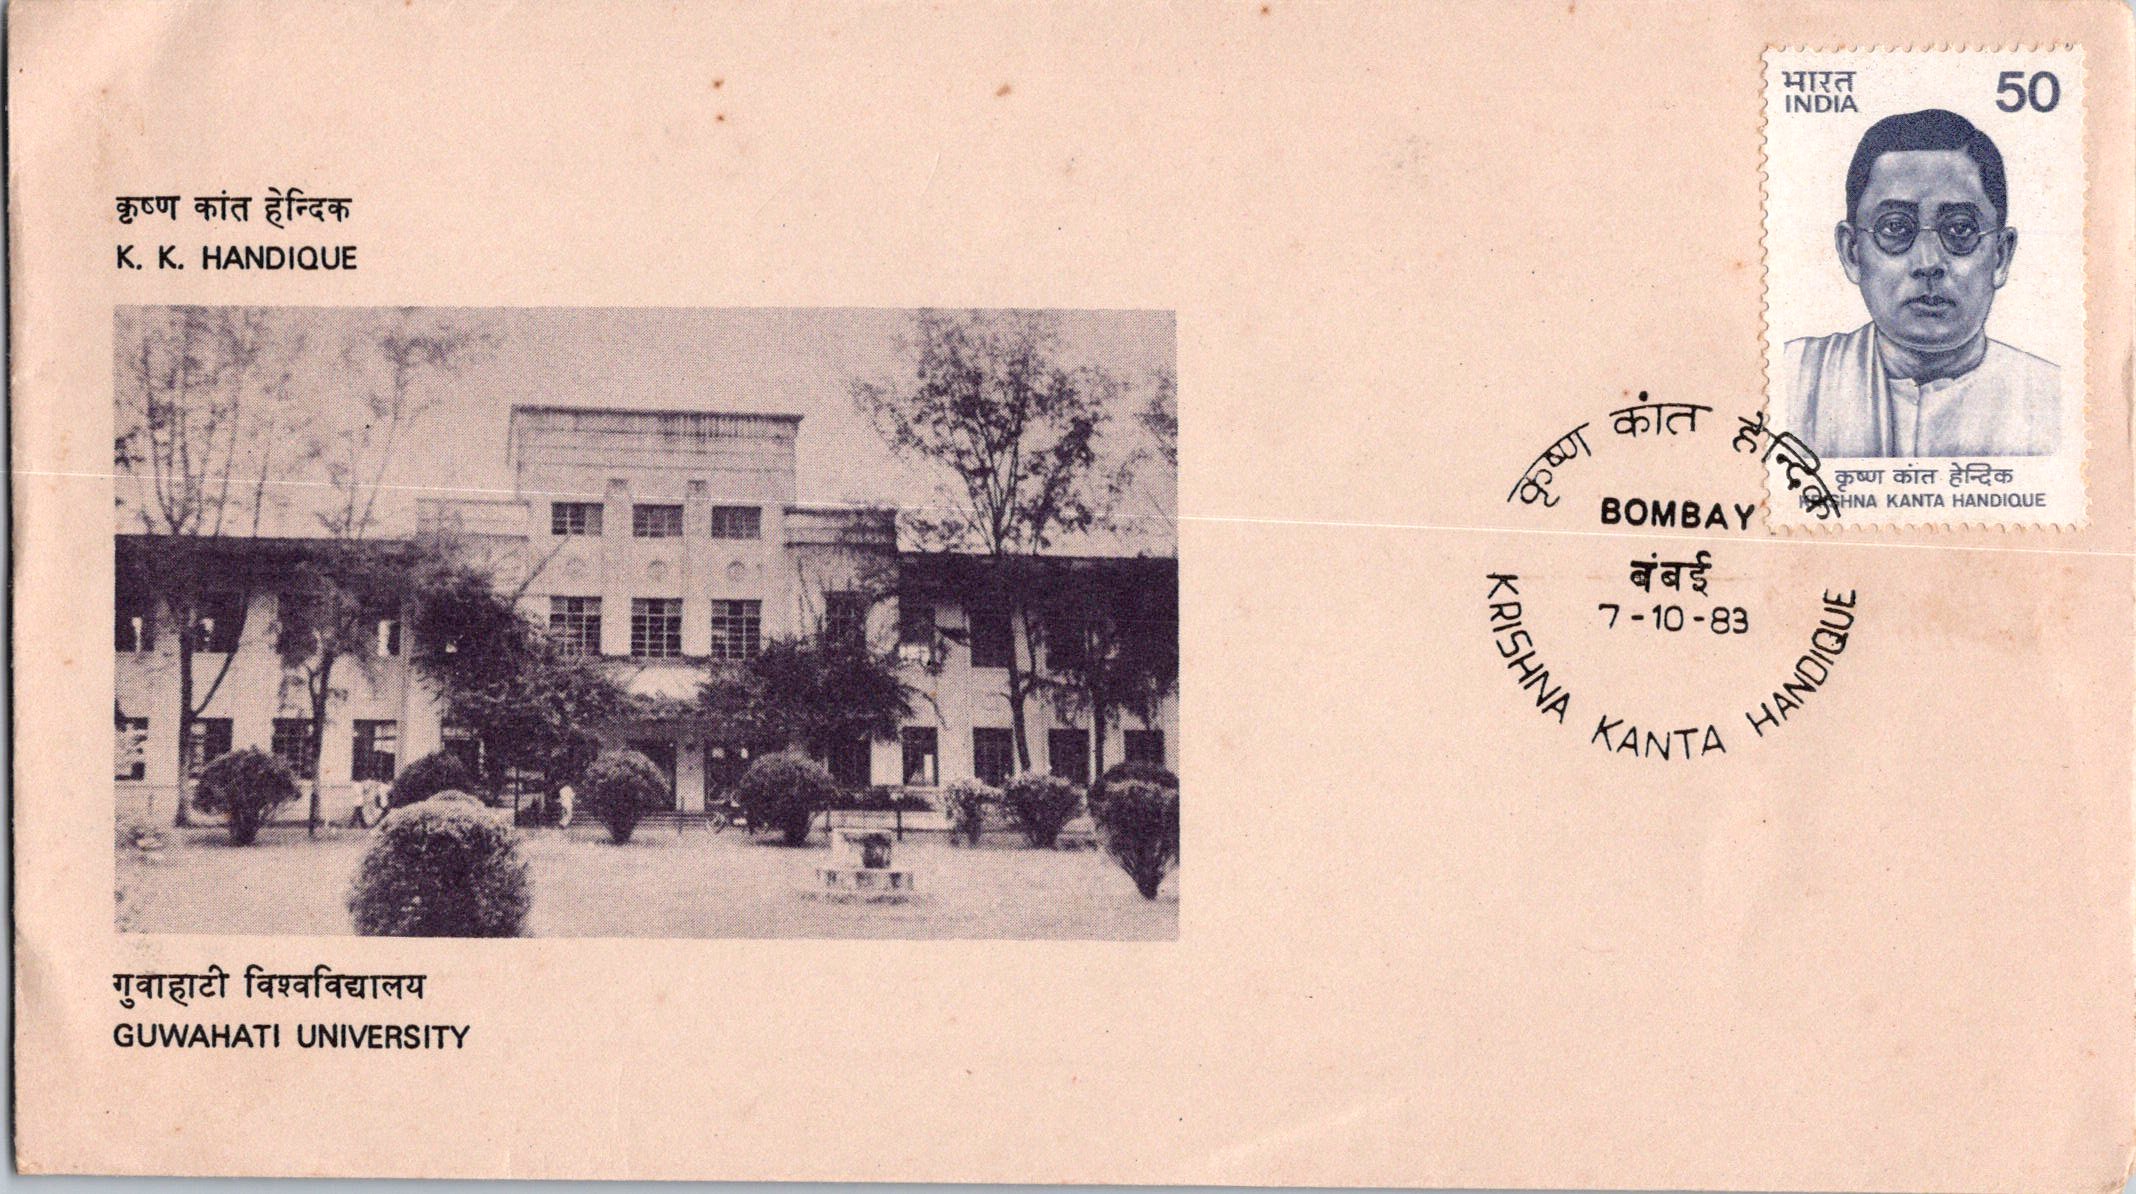 कृष्ण कांत हेन्दिक
K. K. HANDIQUE
गुवाहाटी विश्वविद्यालय
GUWAHATI UNIVERSITY
भारत 50
INDIA
कृष्ण कांत हेन्दिक
KRISHNA KANTA HANDIQUE
कृष्ण कांत हेन्दिक
BOMBAY
बंबई
7-10-83
KRISHNA KANTA HANDIQUE